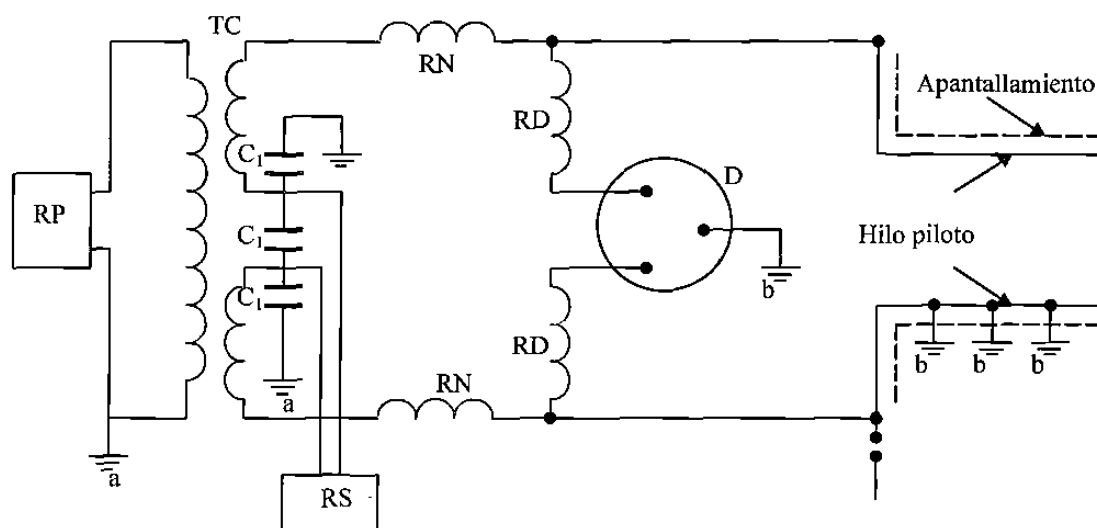 TC
RN
Apantallamiento
RD
C₁
D
RP
C₁
Hilo piloto
b
C₁
RD
b
b
b
RN
a
a
RS